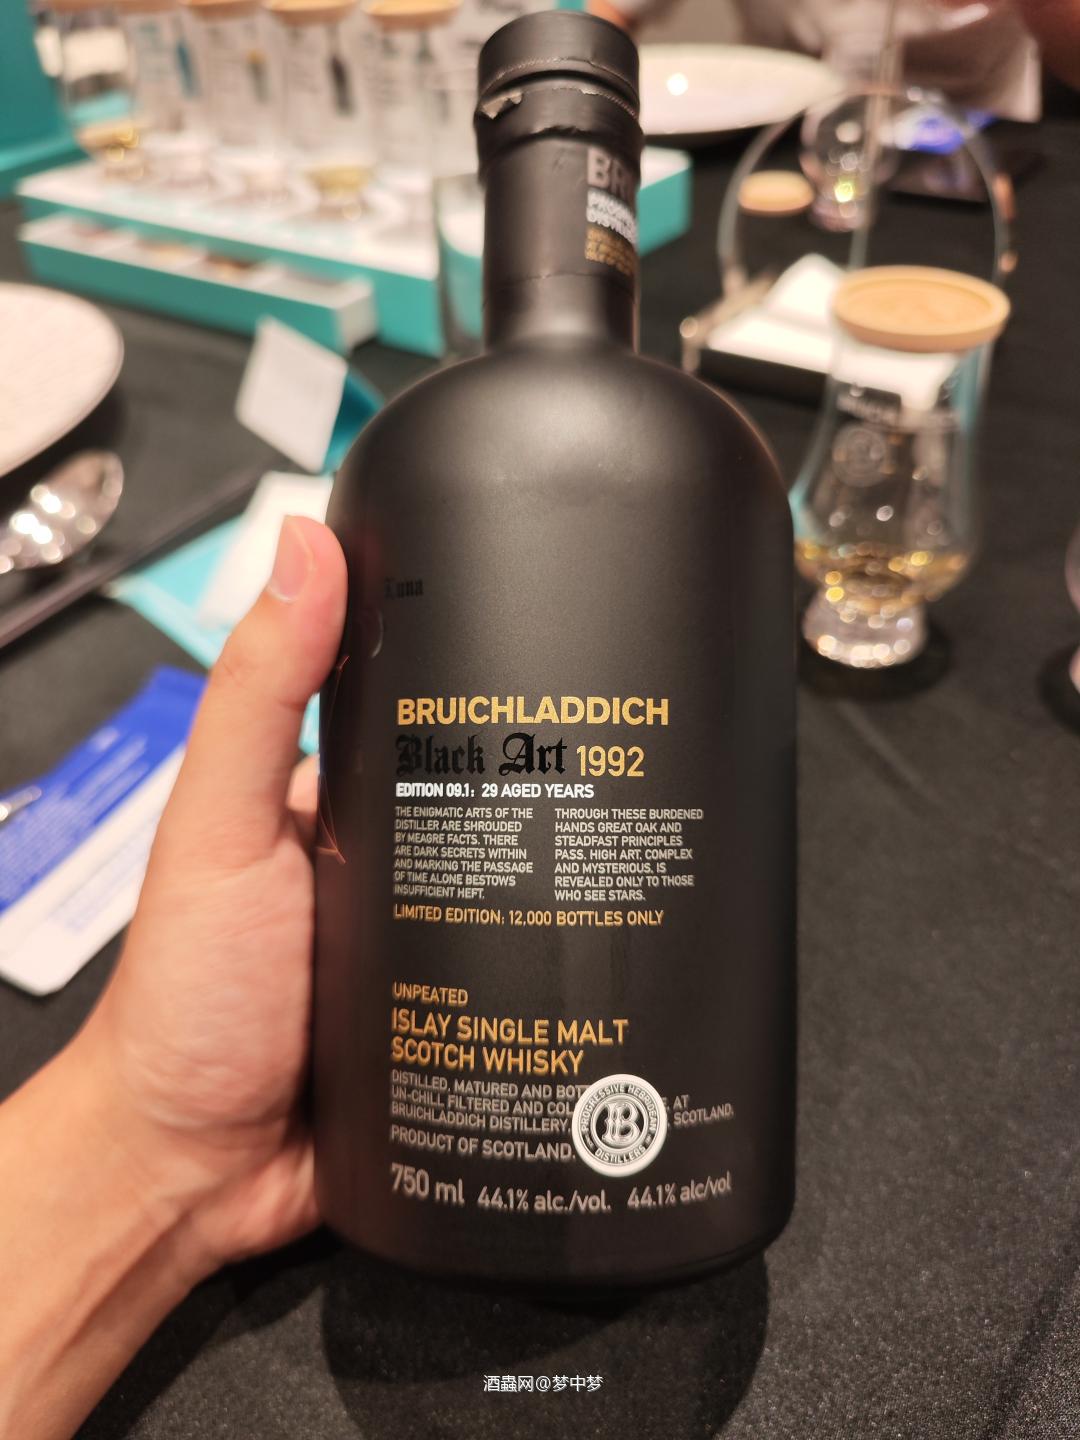 BRU
Luna
BRUICHLADDICH
Black Art 1992
EDITION 09.1: 29 AGED YEARS
THE ENIGMATIC ARTS OF THE
DISTILLER ARE SHROUDED
BY MEAGRE FACTS. THERE
ARE DARK SECRETS WITHIN
AND MARKING THE PASSAGE
OF TIME ALONE BESTOWS
INSUFFICIENT HEFT.
THROUGH THESE BURDENED
HANDS GREAT OAK AND
STEADFAST PRINCIPLES
PASS. HIGH ART, COMPLEX
AND MYSTERIOUS, IS
REVEALED ONLY TO THOSE
WHO SEE STARS.
LIMITED EDITION: 12,000 BOTTLES ONLY
UNPEATED
ISLAY SINGLE MALT
SCOTCH WHISKY
DISTILLED, MATURED AND BOTT
UN-CHILL FILTERED AND COL E AT
BRUICHLADDICH DISTILLERY, SCOTLAND.
PRODUCT OF SCOTLAND.
PROGRESSIVE HEBRIDEAN
B
DISTILLERS
750 ml 44.1% alc./vol. 44.1% alc/vol
酒蟲网@梦中梦